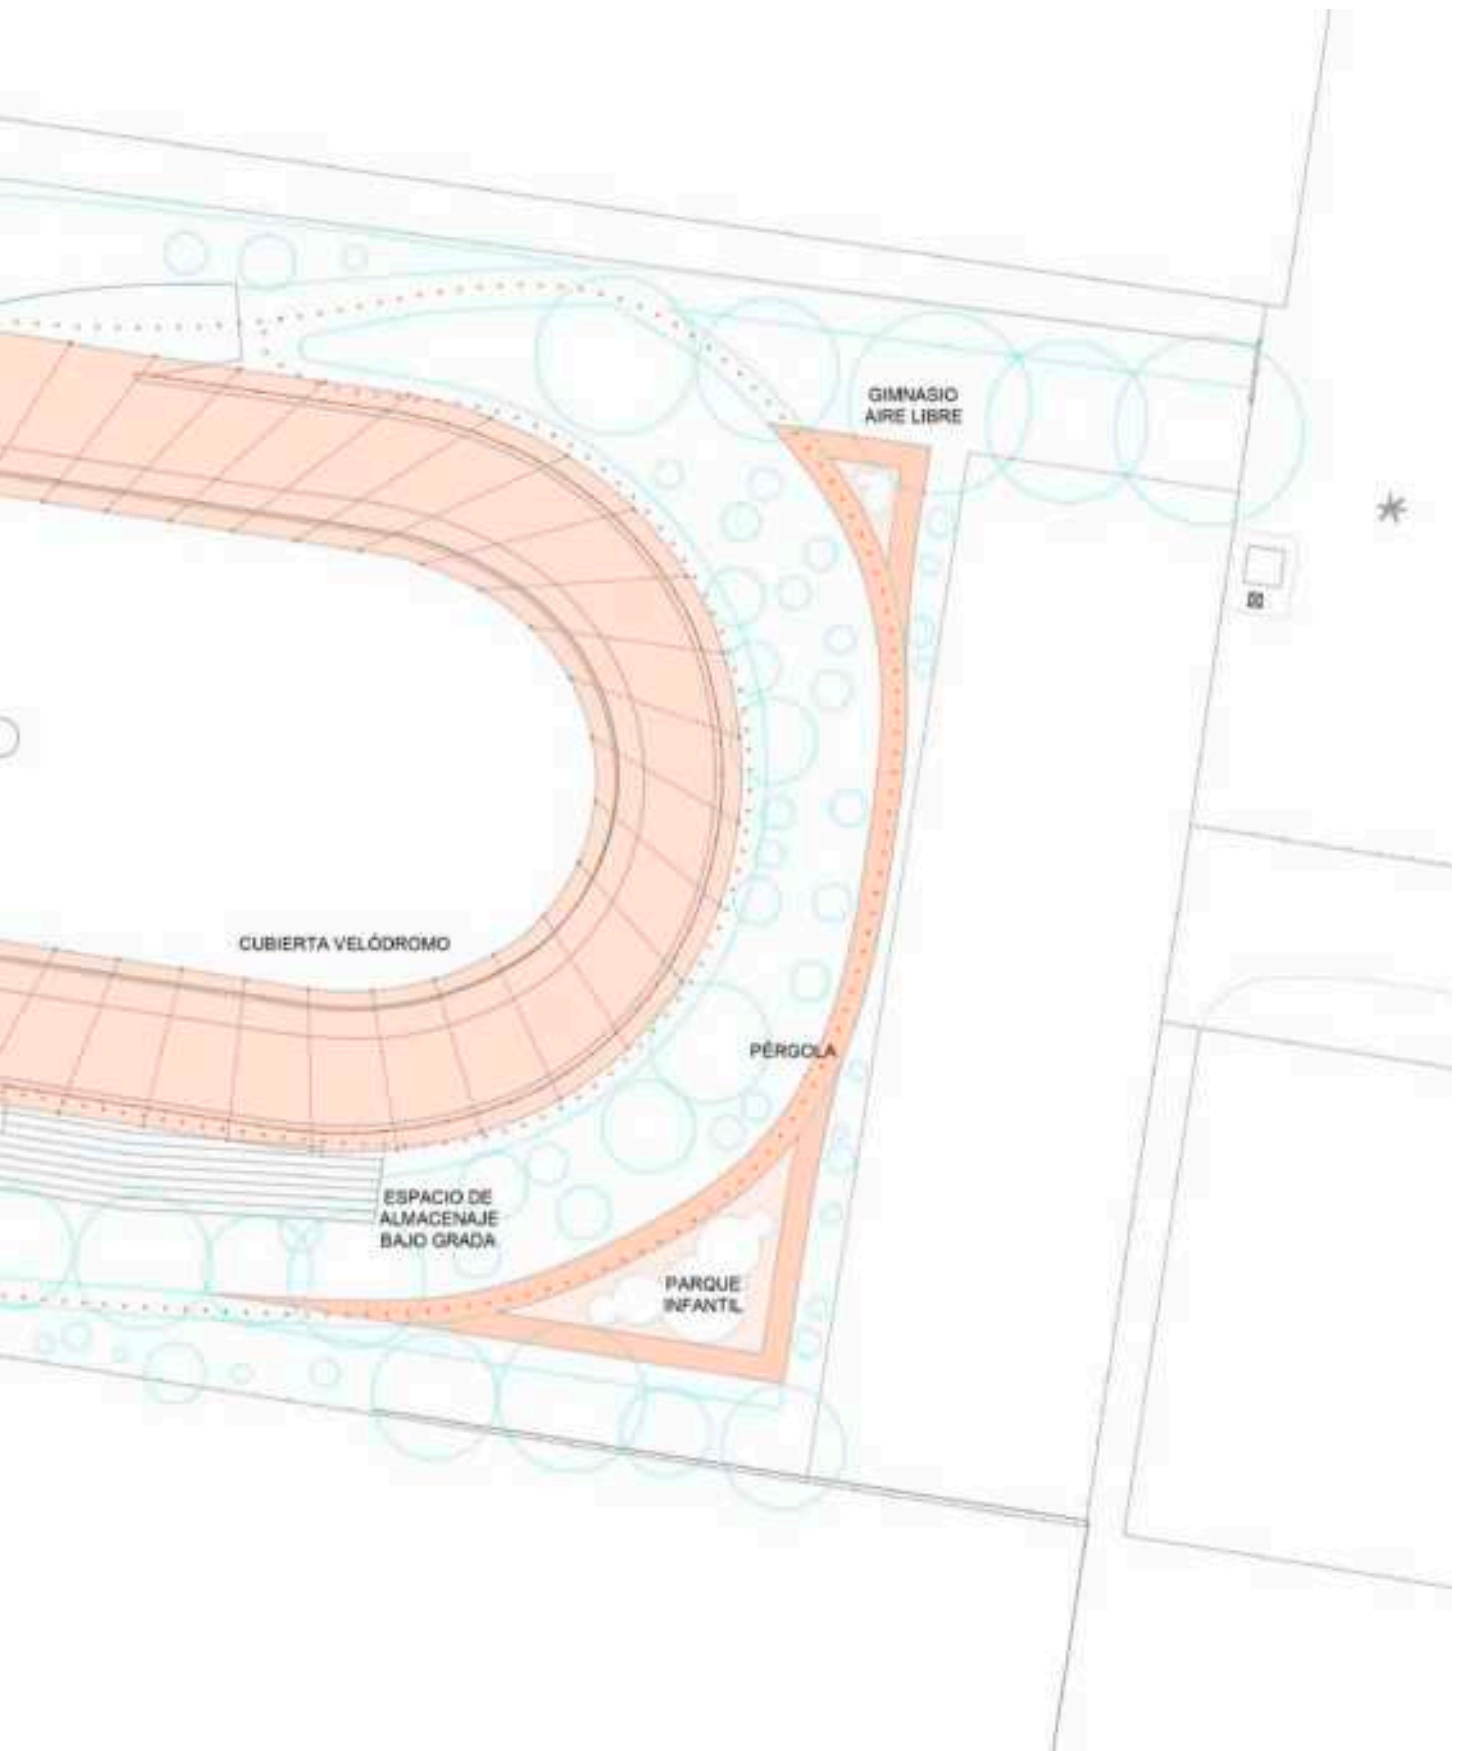 GIMNASIO
AIRE LIBRE
CUBIERTA VELÓDROMO
PÉRGOLA
ESPACIO DE
ALMACENAJE
BAJO GRADA
PARQUE
INFANTIL